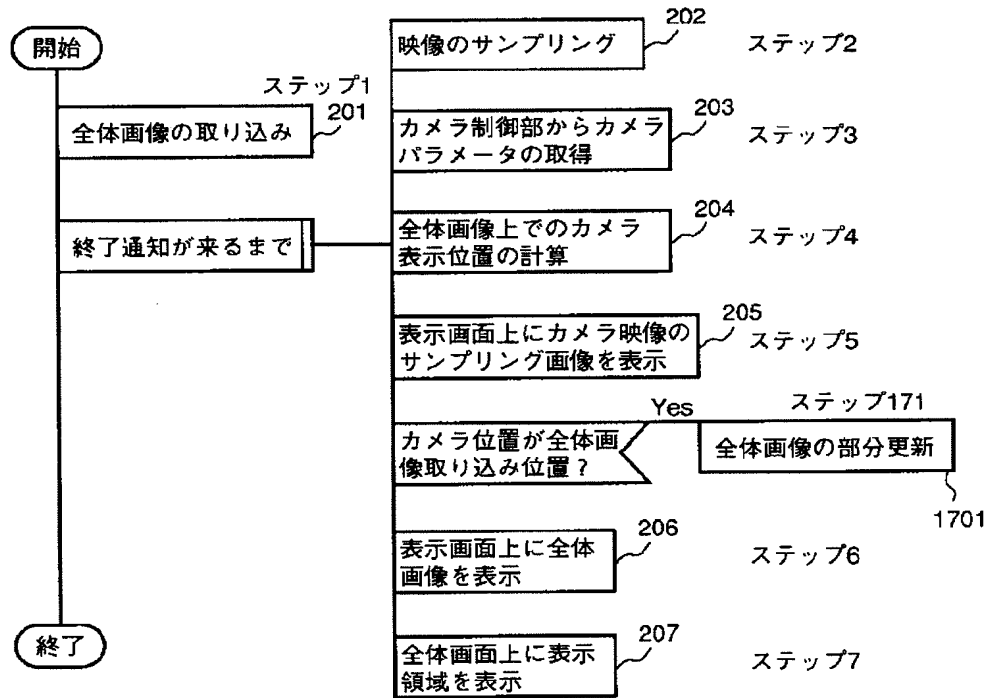 開始
ステップ1
201
全体画像の取り込み
終了通知が来るまで
終了
202
映像のサンプリング
ステップ2
203
カメラ制御部からカメラ
パラメータの取得
ステップ3
204
全体画像上でのカメラ
表示位置の計算
ステップ4
205
表示画面上にカメラ映像の
サンプリング画像を表示
ステップ5
カメラ位置が全体画
像取り込み位置?
Yes
ステップ171
全体画像の部分更新
1701
206
表示画面上に全体
画像を表示
ステップ6
207
全体画面上に表示
領域を表示
ステップ7